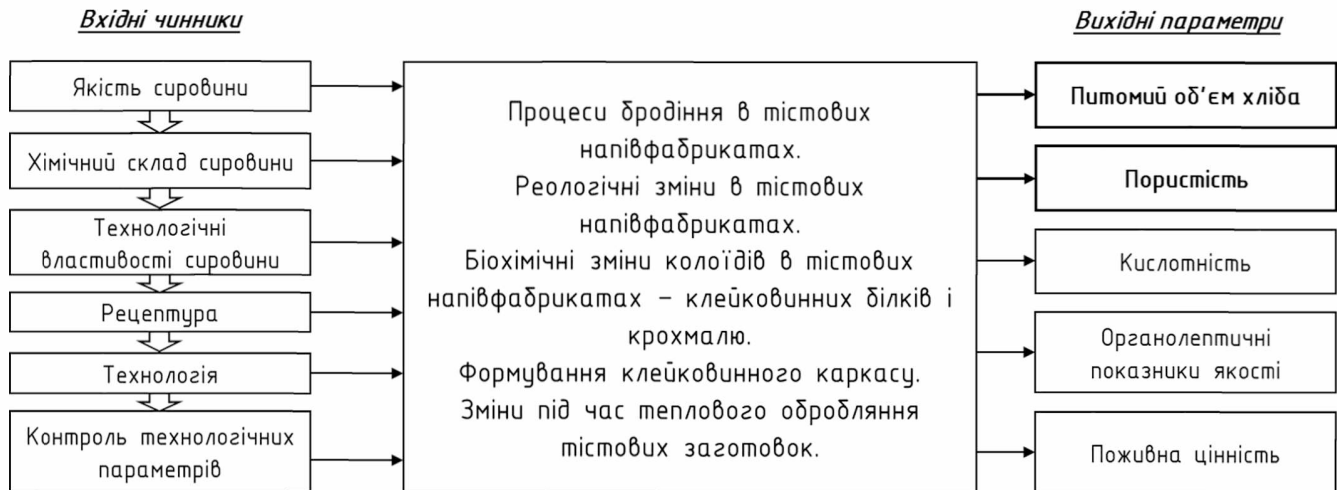 Вхідні чинники
Якість сировини
Хімічний склад сировини
Технологічні
властивості сировини
Рецептура
Технологія
Контроль технологічних
параметрів
Процеси бродіння в тістових
напівфабрикатах.
Реологічні зміни в тістових
напівфабрикатах.
Біохімічні зміни колоїдів в тістових
напівфабрикатах – клейковинних білків і
крохмалю.
Формування клейковинного каркасу.
Зміни під час теплового обробляння
тістових заготовок.
Вихідні параметри
Питомий об'єм хліба
Пористість
Кислотність
Органолептичні
показники якості
Поживна цінність